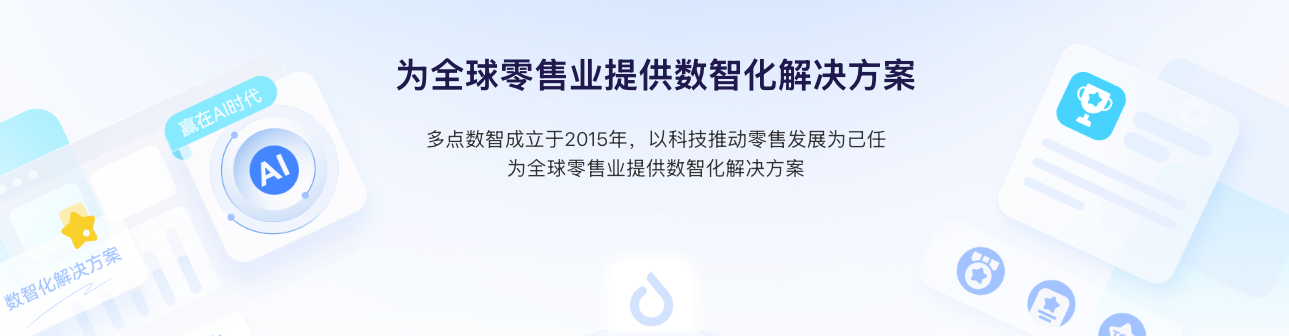 为全球零售业提供数智化解决方案
多点数智成立于2015年，以科技推动零售发展为己任
为全球零售业提供数智化解决方案
赢在AI时代
AI
数智化解决方案